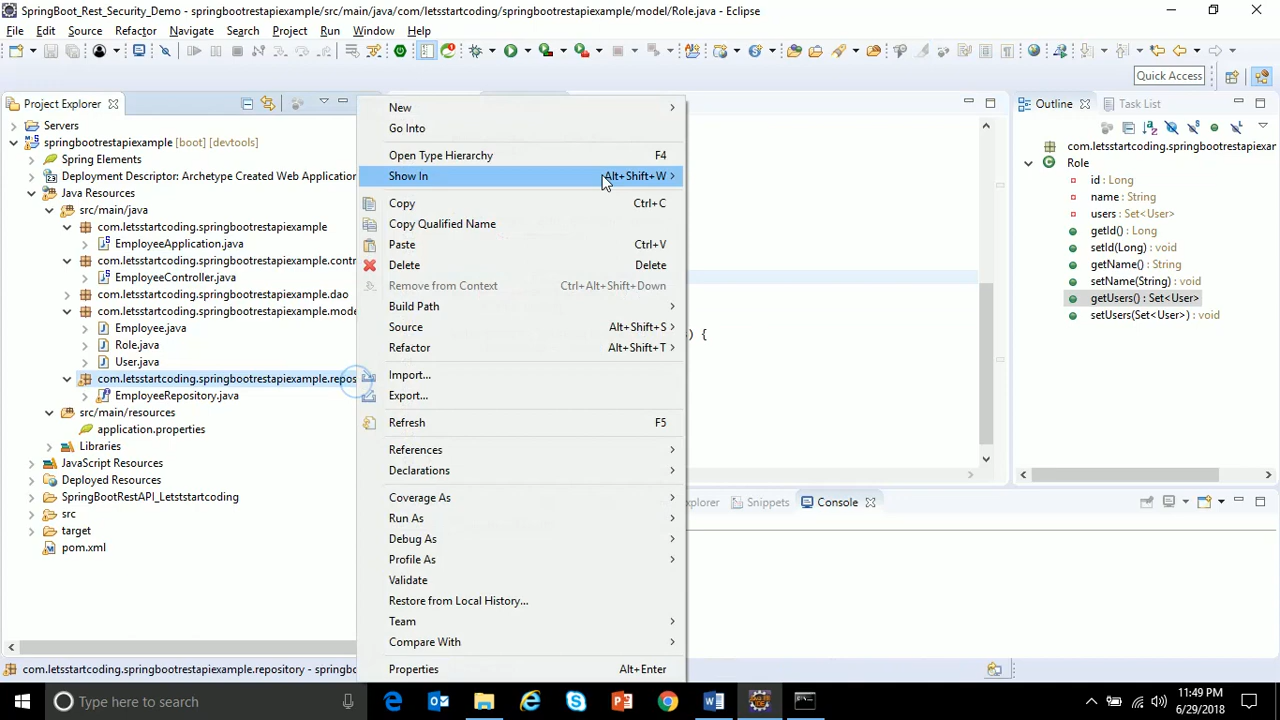 SpringBoot_Rest_Security_Demo - springbootrestapiexample/src/main/java/com/letsstartcoding/springbootrestapiexample/model/Role.java - Eclipse
File Edit Source Refactor Navigate Search Project Run Window Help
Quick Access
Project Explorer
Servers
springbootrestapiexample [boot] [devtools]
Spring Elements
Deployment Descriptor: Archetype Created Web Application
Java Resources
src/main/java
com.letsstartcoding.springbootrestapiexample
EmployeeApplication.java
com.letsstartcoding.springbootrestapiexample.contr
EmployeeController.java
com.letsstartcoding.springbootrestapiexample.dao
com.letsstartcoding.springbootrestapiexample.mode
Employee.java
Role.java
User.java
com.letsstartcoding.springbootrestapiexample.repos
EmployeeRepository.java
src/main/resources
application.properties
Libraries
JavaScript Resources
Deployed Resources
SpringBootRestAPI_Letststartcoding
src
target
pom.xml
New
Go Into
Open Type Hierarchy F4
Show In Alt+Shift+W
Copy Ctrl+C
Copy Qualified Name
Paste Ctrl+V
Delete Delete
Remove from Context Ctrl+Alt+Shift+Down
Build Path
Source Alt+Shift+S
Refactor Alt+Shift+T
Import...
Export...
Refresh F5
References
Declarations
Coverage As
Run As
Debug As
Profile As
Validate
Restore from Local History...
Team
Compare With
Properties Alt+Enter
) {
xplorer Snippets Console
Outline Task List
com.letsstartcoding.springbootrestapiexar
Role
id : Long
name : String
users : Set<User>
getId() : Long
setId(Long) : void
getName() : String
setName(String) : void
getUsers() : Set<User>
setUsers(Set<User>) : void
com.letsstartcoding.springbootrestapiexample.repository - springbo
Type here to search
11:49 PM
6/29/2018